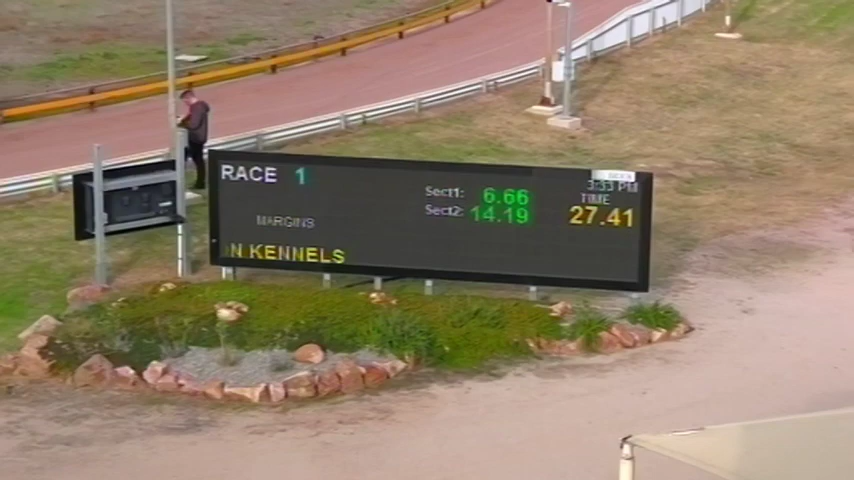 RACE 1
3:33 PM
Sect1: 6.66
TIME
Sect2: 14.19
27.41
MARGINS
N KENNELS